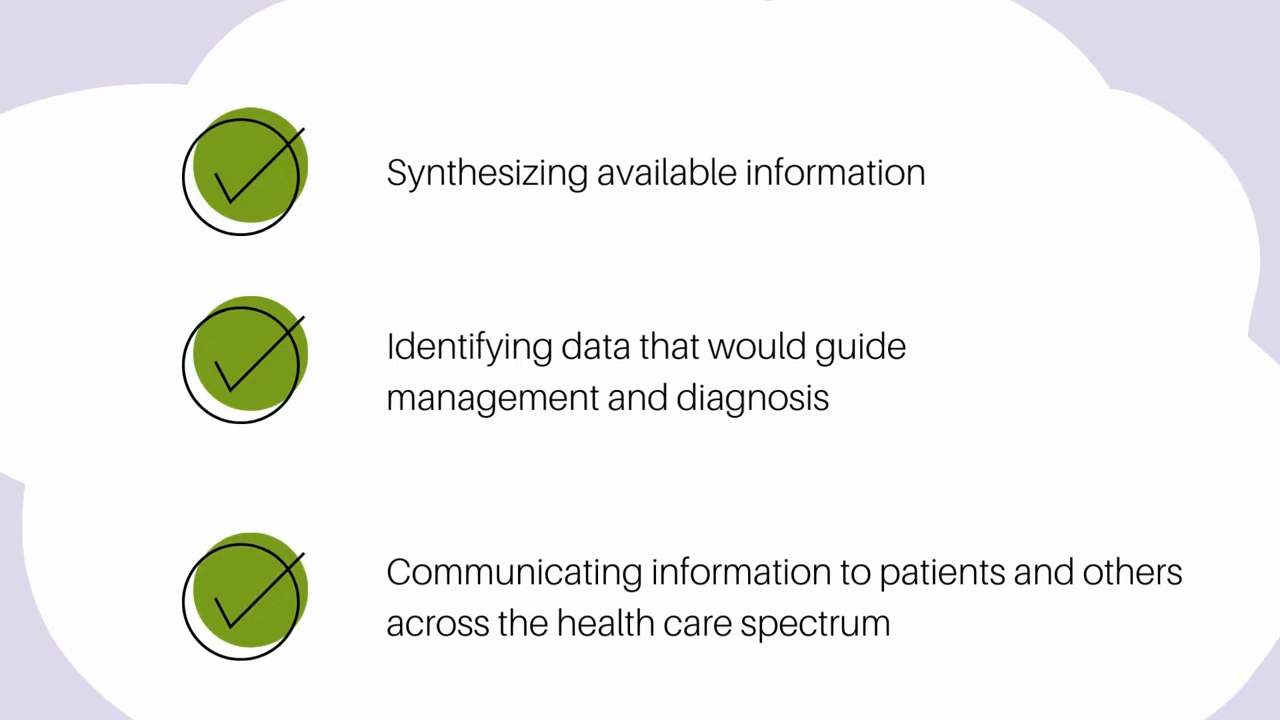 Synthesizing available information
Identifying data that would guide
management and diagnosis
Communicating information to patients and others
across the health care spectrum